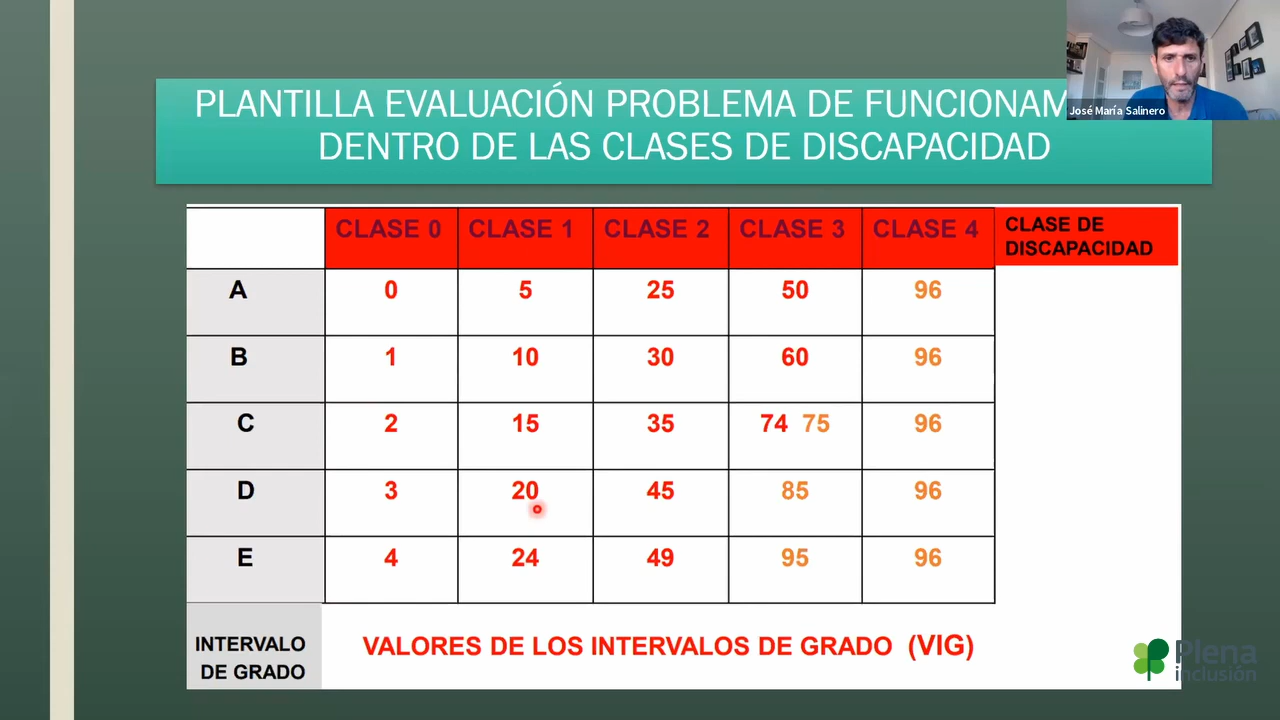 José María Salinero
PLANTILLA EVALUACIÓN PROBLEMA DE FUNCIONAM
DENTRO DE LAS CLASES DE DISCAPACIDAD
CLASE 0 CLASE 1 CLASE 2 CLASE 3 CLASE 4 CLASE DE
DISCAPACIDAD
A 0 5 25 50 96
B 1 10 30 60 96
C 2 15 35 74 75 96
D 3 20 45 85 96
E 4 24 49 95 96
INTERVALO
DE GRADO
VALORES DE LOS INTERVALOS DE GRADO (VIG)
Plena
inclusión